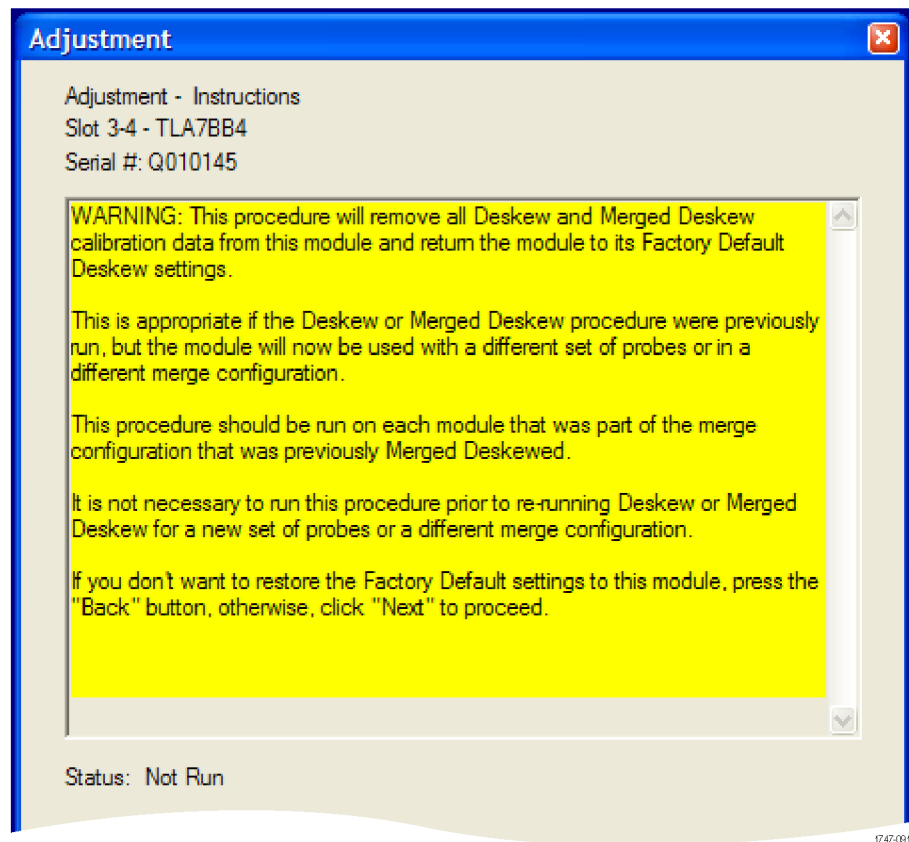 Adjustment
Adjustment - Instructions
Slot 3-4 - TLA7BB4
Serial #: Q010145
WARNING: This procedure will remove all Deskew and Merged Deskew
calibration data from this module and return the module to its Factory Default
Deskew settings.
This is appropriate if the Deskew or Merged Deskew procedure were previously
run, but the module will now be used with a different set of probes or in a
different merge configuration.
This procedure should be run on each module that was part of the merge
configuration that was previously Merged Deskewed.
It is not necessary to run this procedure prior to re-running Deskew or Merged
Deskew for a new set of probes or a different merge configuration.
If you don't want to restore the Factory Default settings to this module, press the
"Back" button, otherwise, click "Next" to proceed.
Status: Not Run
1747-091